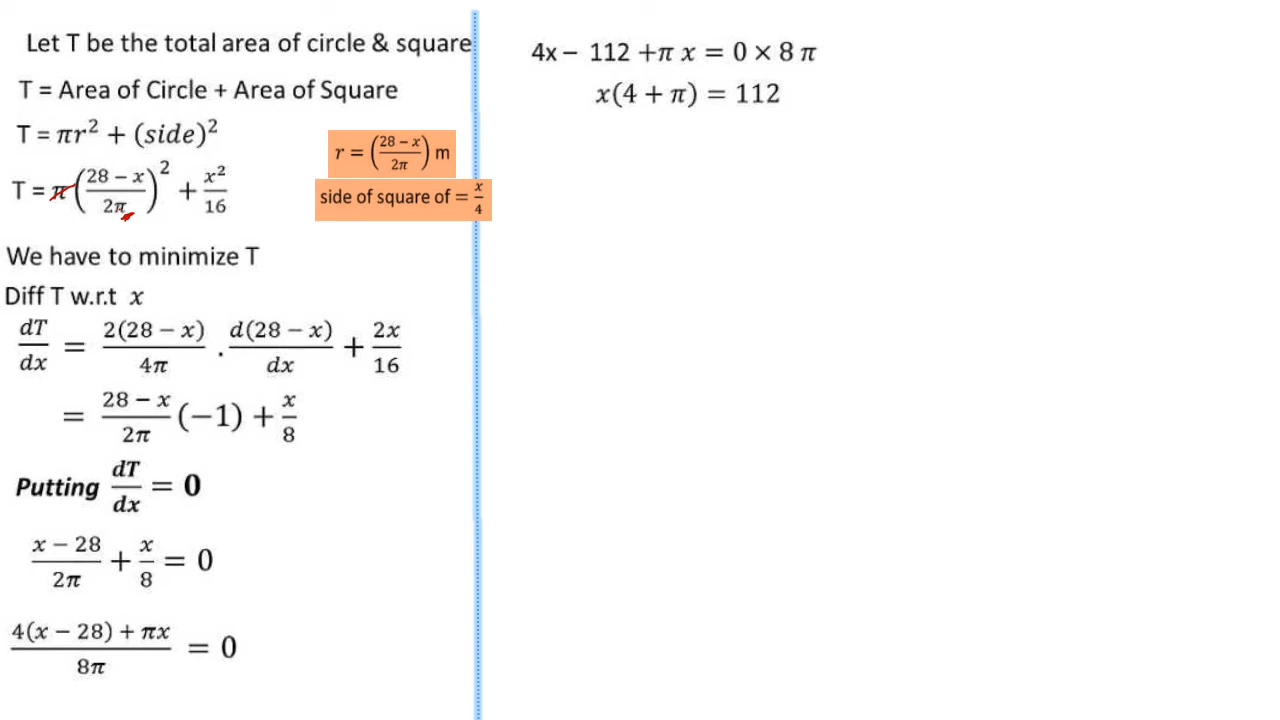 Let T be the total area of circle & square
T = Area of Circle + Area of Square
T = πr² + (side)²
T = π((28 − x)/2π)² + x²/16
r = ((28 − x)/2π) m
side of square of = x/4
We have to minimize T
Diff T w.r.t x
dT/dx = 2(28 − x)/4π . d(28 − x)/dx + 2x/16
= (28 − x)/2π (−1) + x/8
Putting dT/dx = 0
(x − 28)/2π + x/8 = 0
(4(x − 28) + πx)/8π = 0
4x − 112 + π x = 0 × 8 π
x(4 + π) = 112